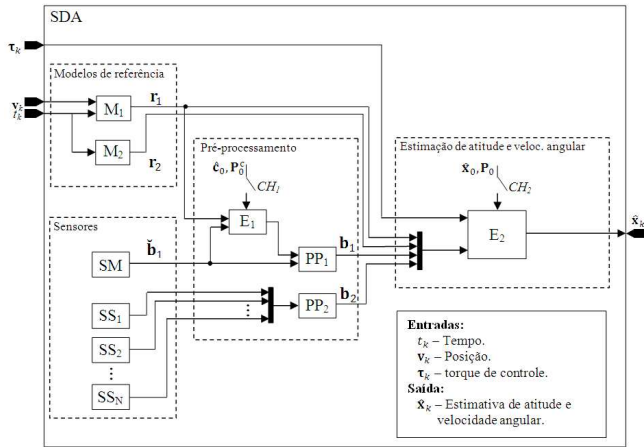 SDA
τₖ
Modelos de referência
vₖ
tₖ
M₁
r₁
M₂
r₂
Pré-processamento
ĉ₀, P₀ᶜ
CH₁
E₁
PP₁
b₁
PP₂
b₂
⋮
Estimação de atitude e veloc. angular
x̂₀, P₀
CH₂
E₂
x̂ₖ
Sensores
SM
b̆₁
SS₁
SS₂
⋮
SS_N
Entradas:
tₖ – Tempo.
vₖ – Posição.
τₖ – torque de controle.
Saída:
x̂ₖ – Estimativa de atitude e
velocidade angular.